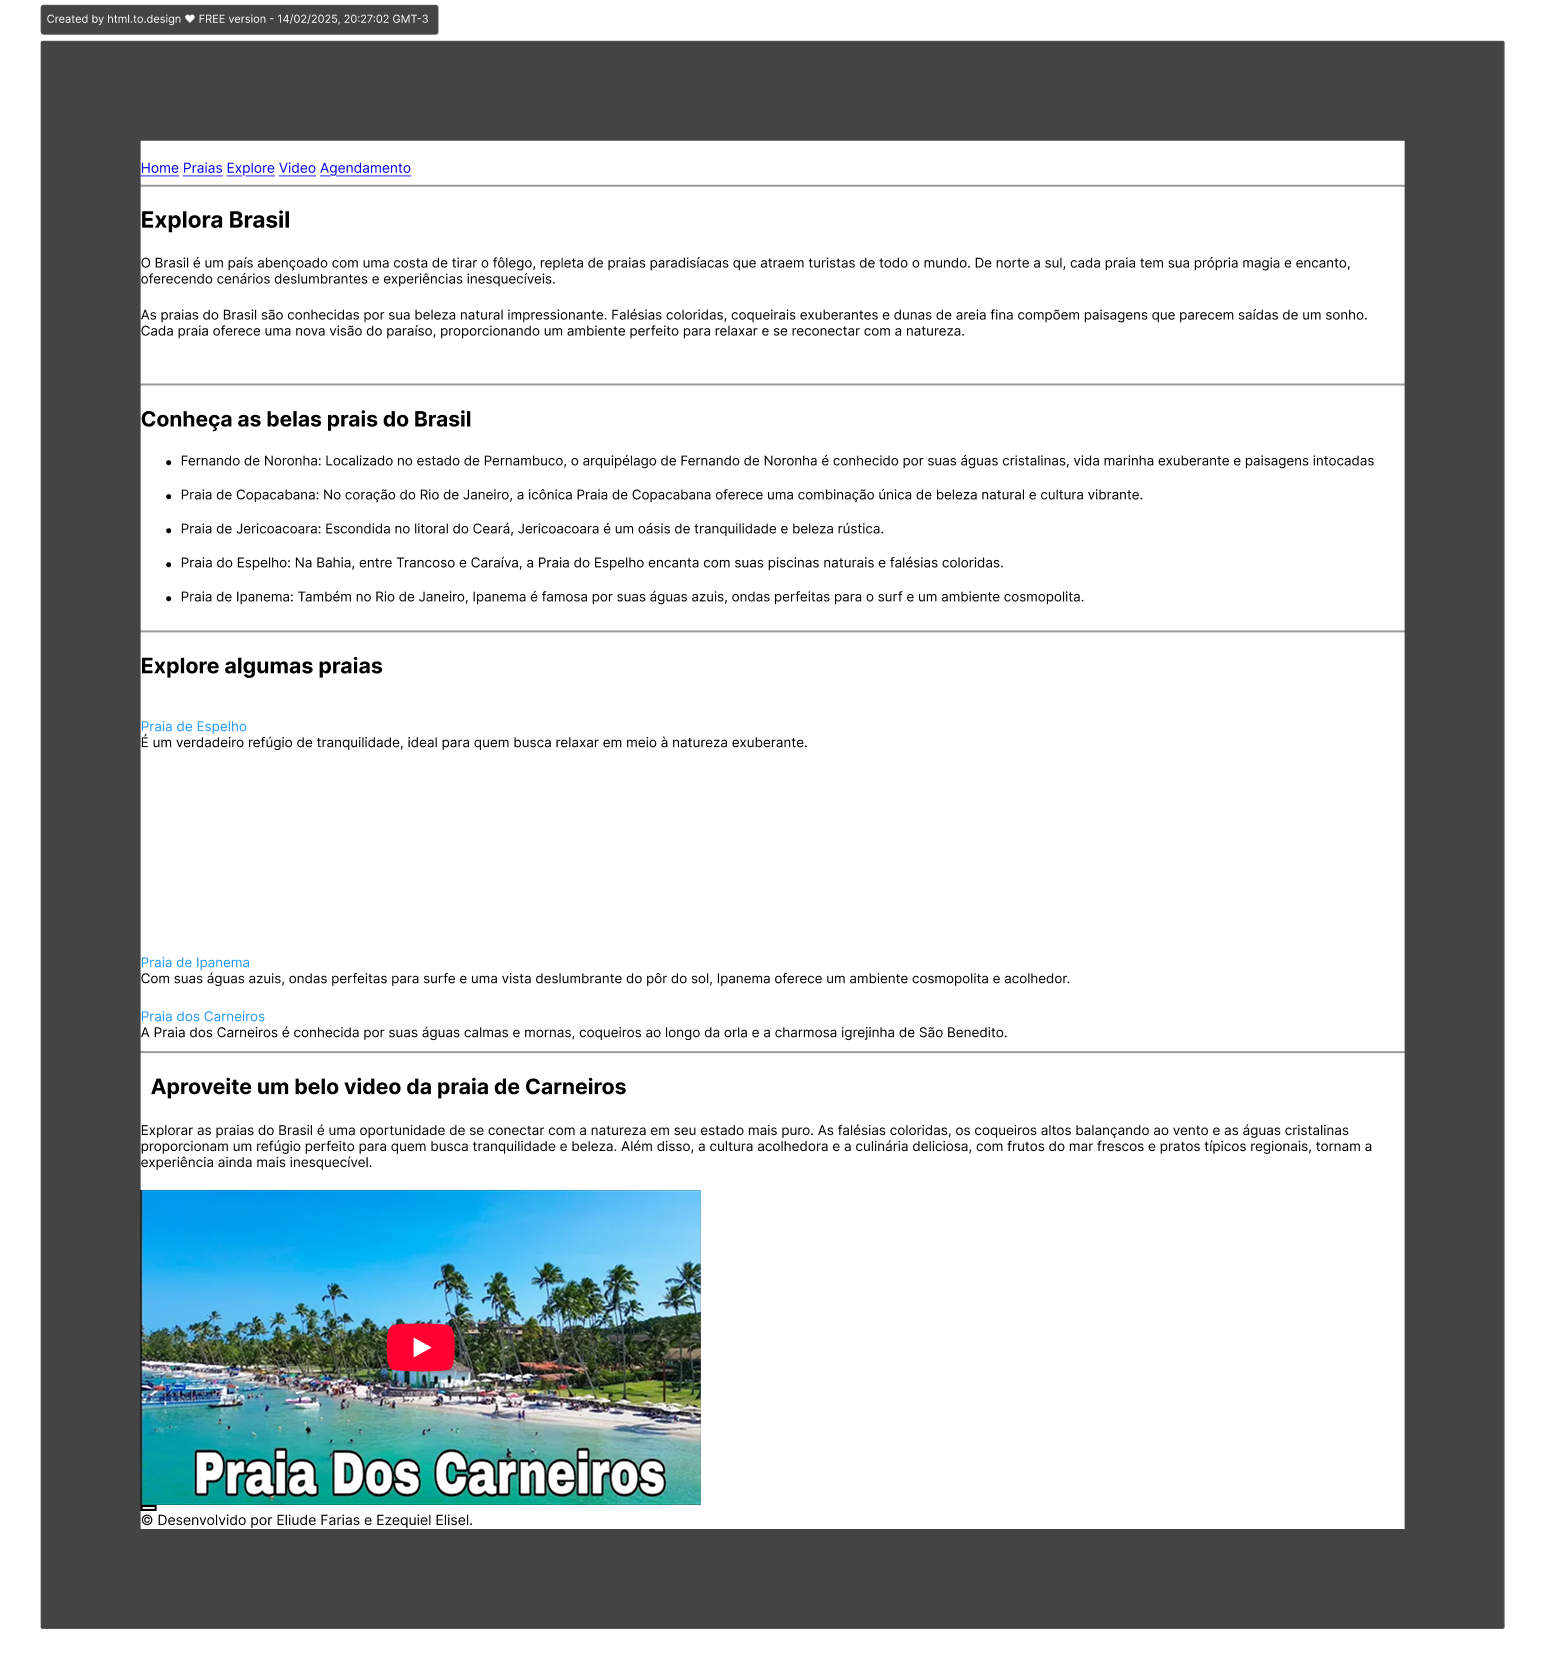 Created by html.to.design ♥ FREE version - 14/02/2025, 20:27:02 GMT-3
Home Praias Explore Video Agendamento
Explora Brasil
O Brasil é um país abençoado com uma costa de tirar o fôlego, repleta de praias paradisíacas que atraem turistas de todo o mundo. De norte a sul, cada praia tem sua própria magia e encanto,
oferecendo cenários deslumbrantes e experiências inesquecíveis.
As praias do Brasil são conhecidas por sua beleza natural impressionante. Falésias coloridas, coqueirais exuberantes e dunas de areia fina compõem paisagens que parecem saídas de um sonho.
Cada praia oferece uma nova visão do paraíso, proporcionando um ambiente perfeito para relaxar e se reconectar com a natureza.
Conheça as belas prais do Brasil
• Fernando de Noronha: Localizado no estado de Pernambuco, o arquipélago de Fernando de Noronha é conhecido por suas águas cristalinas, vida marinha exuberante e paisagens intocadas
• Praia de Copacabana: No coração do Rio de Janeiro, a icônica Praia de Copacabana oferece uma combinação única de beleza natural e cultura vibrante.
• Praia de Jericoacoara: Escondida no litoral do Ceará, Jericoacoara é um oásis de tranquilidade e beleza rústica.
• Praia do Espelho: Na Bahia, entre Trancoso e Caraíva, a Praia do Espelho encanta com suas piscinas naturais e falésias coloridas.
• Praia de Ipanema: Também no Rio de Janeiro, Ipanema é famosa por suas águas azuis, ondas perfeitas para o surf e um ambiente cosmopolita.
Explore algumas praias
Praia de Espelho
É um verdadeiro refúgio de tranquilidade, ideal para quem busca relaxar em meio à natureza exuberante.
Praia de Ipanema
Com suas águas azuis, ondas perfeitas para surfe e uma vista deslumbrante do pôr do sol, Ipanema oferece um ambiente cosmopolita e acolhedor.
Praia dos Carneiros
A Praia dos Carneiros é conhecida por suas águas calmas e mornas, coqueiros ao longo da orla e a charmosa igrejinha de São Benedito.
Aproveite um belo video da praia de Carneiros
Explorar as praias do Brasil é uma oportunidade de se conectar com a natureza em seu estado mais puro. As falésias coloridas, os coqueiros altos balançando ao vento e as águas cristalinas
proporcionam um refúgio perfeito para quem busca tranquilidade e beleza. Além disso, a cultura acolhedora e a culinária deliciosa, com frutos do mar frescos e pratos típicos regionais, tornam a
experiência ainda mais inesquecível.
Praia Dos Carneiros
© Desenvolvido por Eliude Farias e Ezequiel Elisel.